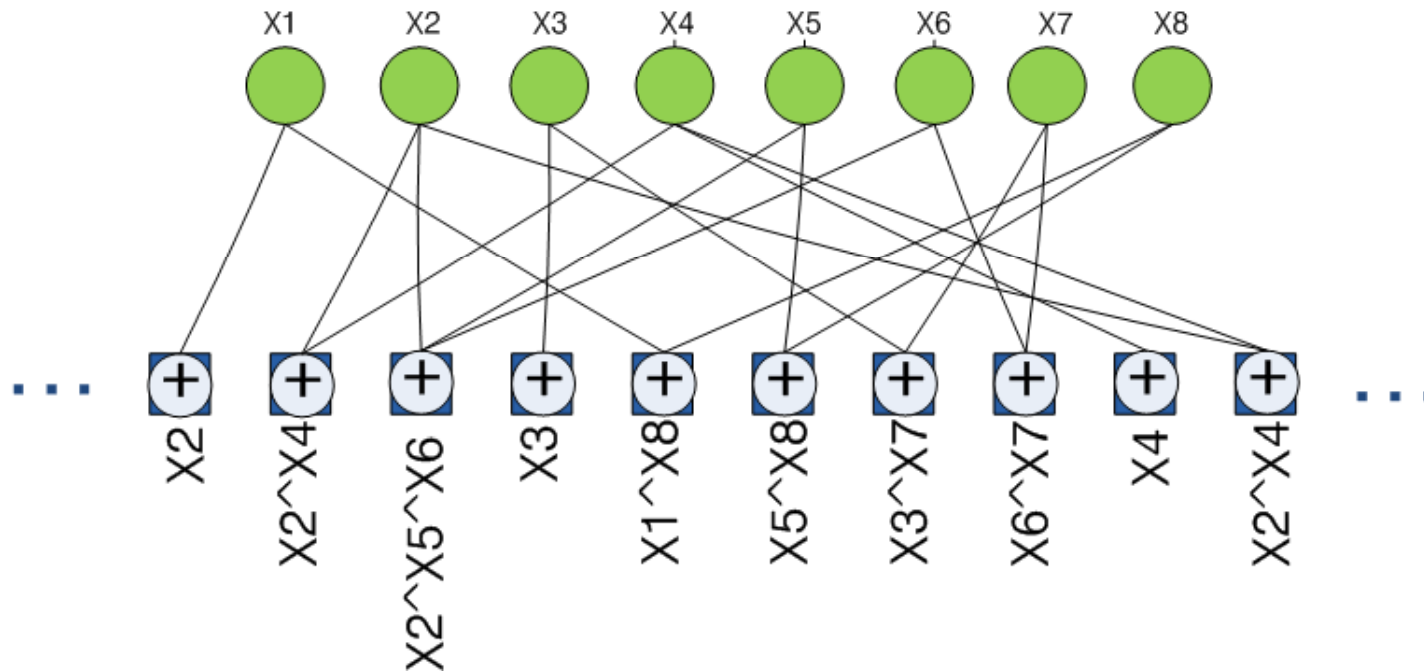 X1 X2 X3 X4 X5 X6 X7 X8
+ + + + + + + + + +
X2
X2^X4
X2^X5^X6
X3
X1^X8
X5^X8
X3^X7
X6^X7
X4
X2^X4